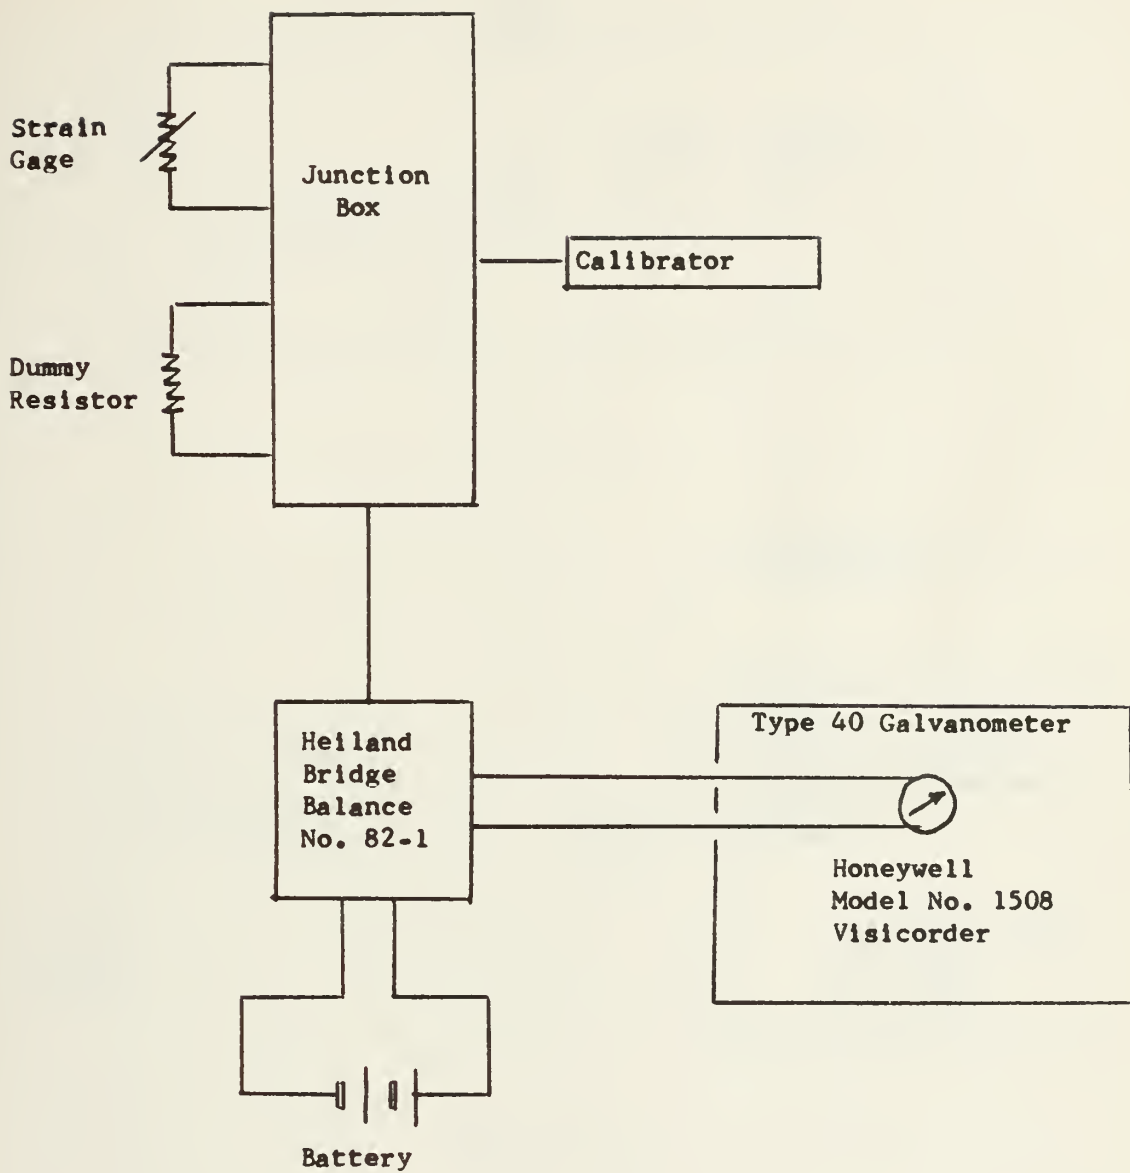 Strain
Gage
Junction
Box
Calibrator
Dummy
Resistor
Heiland
Bridge
Balance
No. 82-1
Type 40 Galvanometer
Honeywell
Model No. 1508
Visicorder
Battery